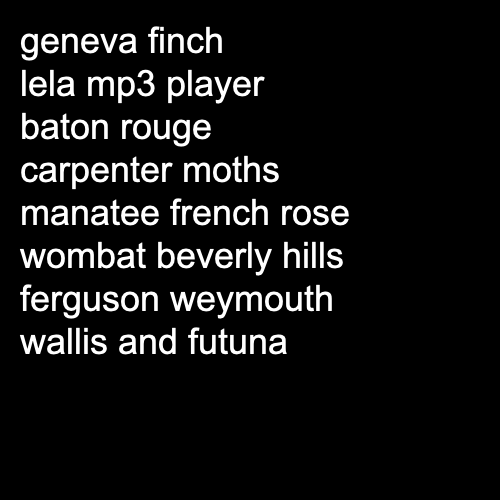 geneva finch
lela mp3 player
baton rouge
carpenter moths
manatee french rose
wombat beverly hills
ferguson weymouth
wallis and futuna